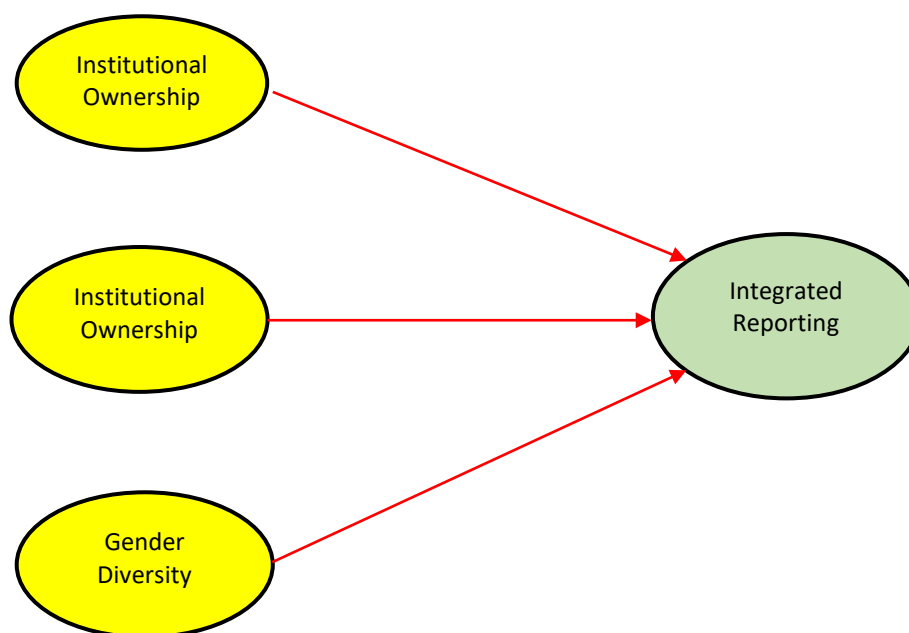 Institutional
Ownership
Institutional
Ownership
Integrated
Reporting
Gender
Diversity